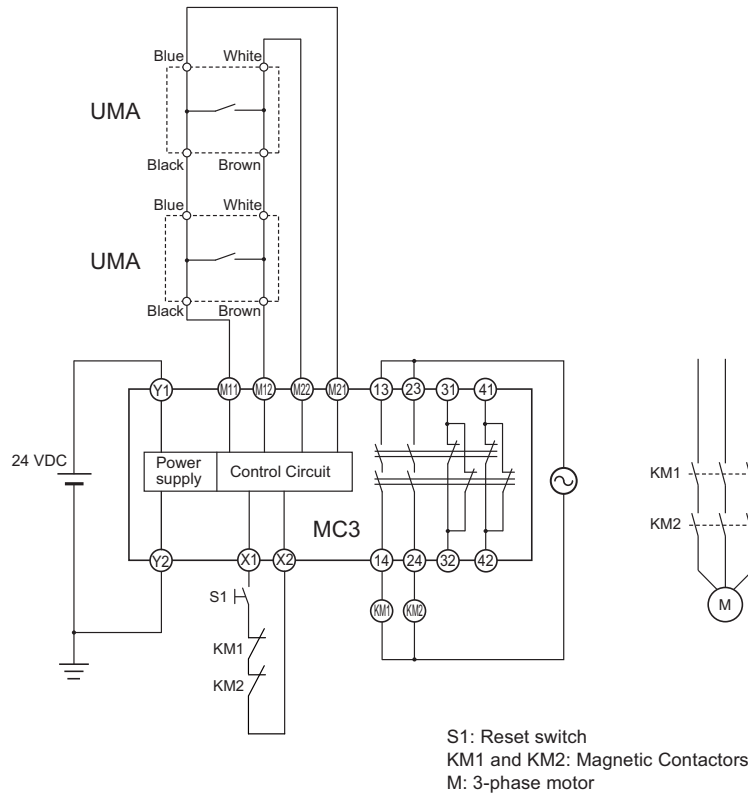 Blue White
UMA
Black Brown
Blue White
UMA
Black Brown
Y1 M11 M12 M22 M21 13 23 31 41
24 VDC
Power
supply
Control Circuit
KM1
KM2
MC3
Y2 X1 X2 14 24 32 42
S1
KM1 KM2
M
KM1
KM2
S1: Reset switch
KM1 and KM2: Magnetic Contactors
M: 3-phase motor